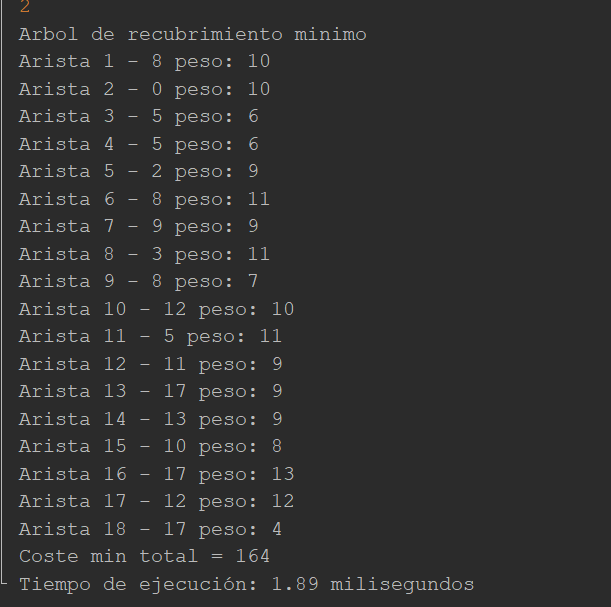 2
Arbol de recubrimiento minimo
Arista 1 - 8 peso: 10
Arista 2 - 0 peso: 10
Arista 3 - 5 peso: 6
Arista 4 - 5 peso: 6
Arista 5 - 2 peso: 9
Arista 6 - 8 peso: 11
Arista 7 - 9 peso: 9
Arista 8 - 3 peso: 11
Arista 9 - 8 peso: 7
Arista 10 - 12 peso: 10
Arista 11 - 5 peso: 11
Arista 12 - 11 peso: 9
Arista 13 - 17 peso: 9
Arista 14 - 13 peso: 9
Arista 15 - 10 peso: 8
Arista 16 - 17 peso: 13
Arista 17 - 12 peso: 12
Arista 18 - 17 peso: 4
Coste min total = 164
Tiempo de ejecución: 1.89 milisegundos